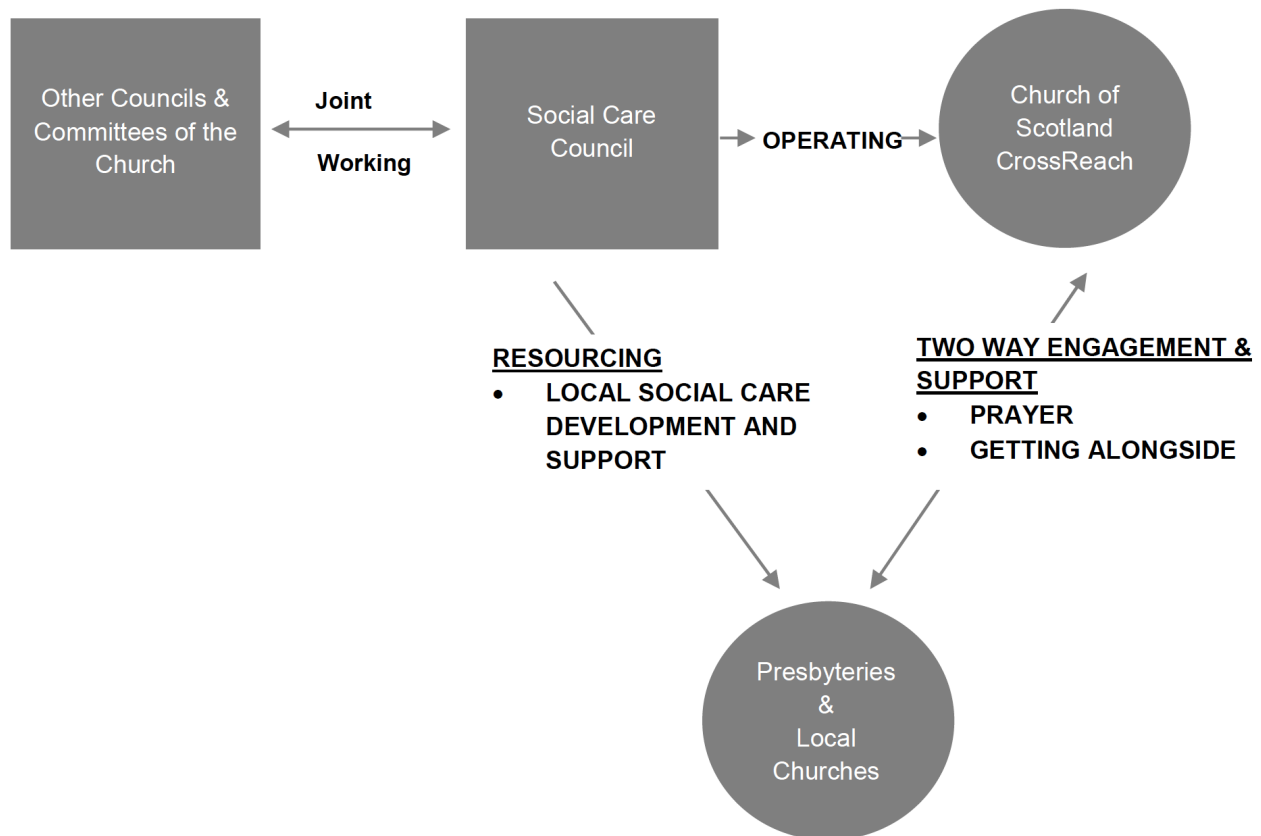 Other Councils &
Committees of the
Church
Joint
Working
Social Care
Council
OPERATING
Church of
Scotland
CrossReach
RESOURCING
• LOCAL SOCIAL CARE
DEVELOPMENT AND
SUPPORT
TWO WAY ENGAGEMENT &
SUPPORT
• PRAYER
• GETTING ALONGSIDE
Presbyteries
&
Local
Churches